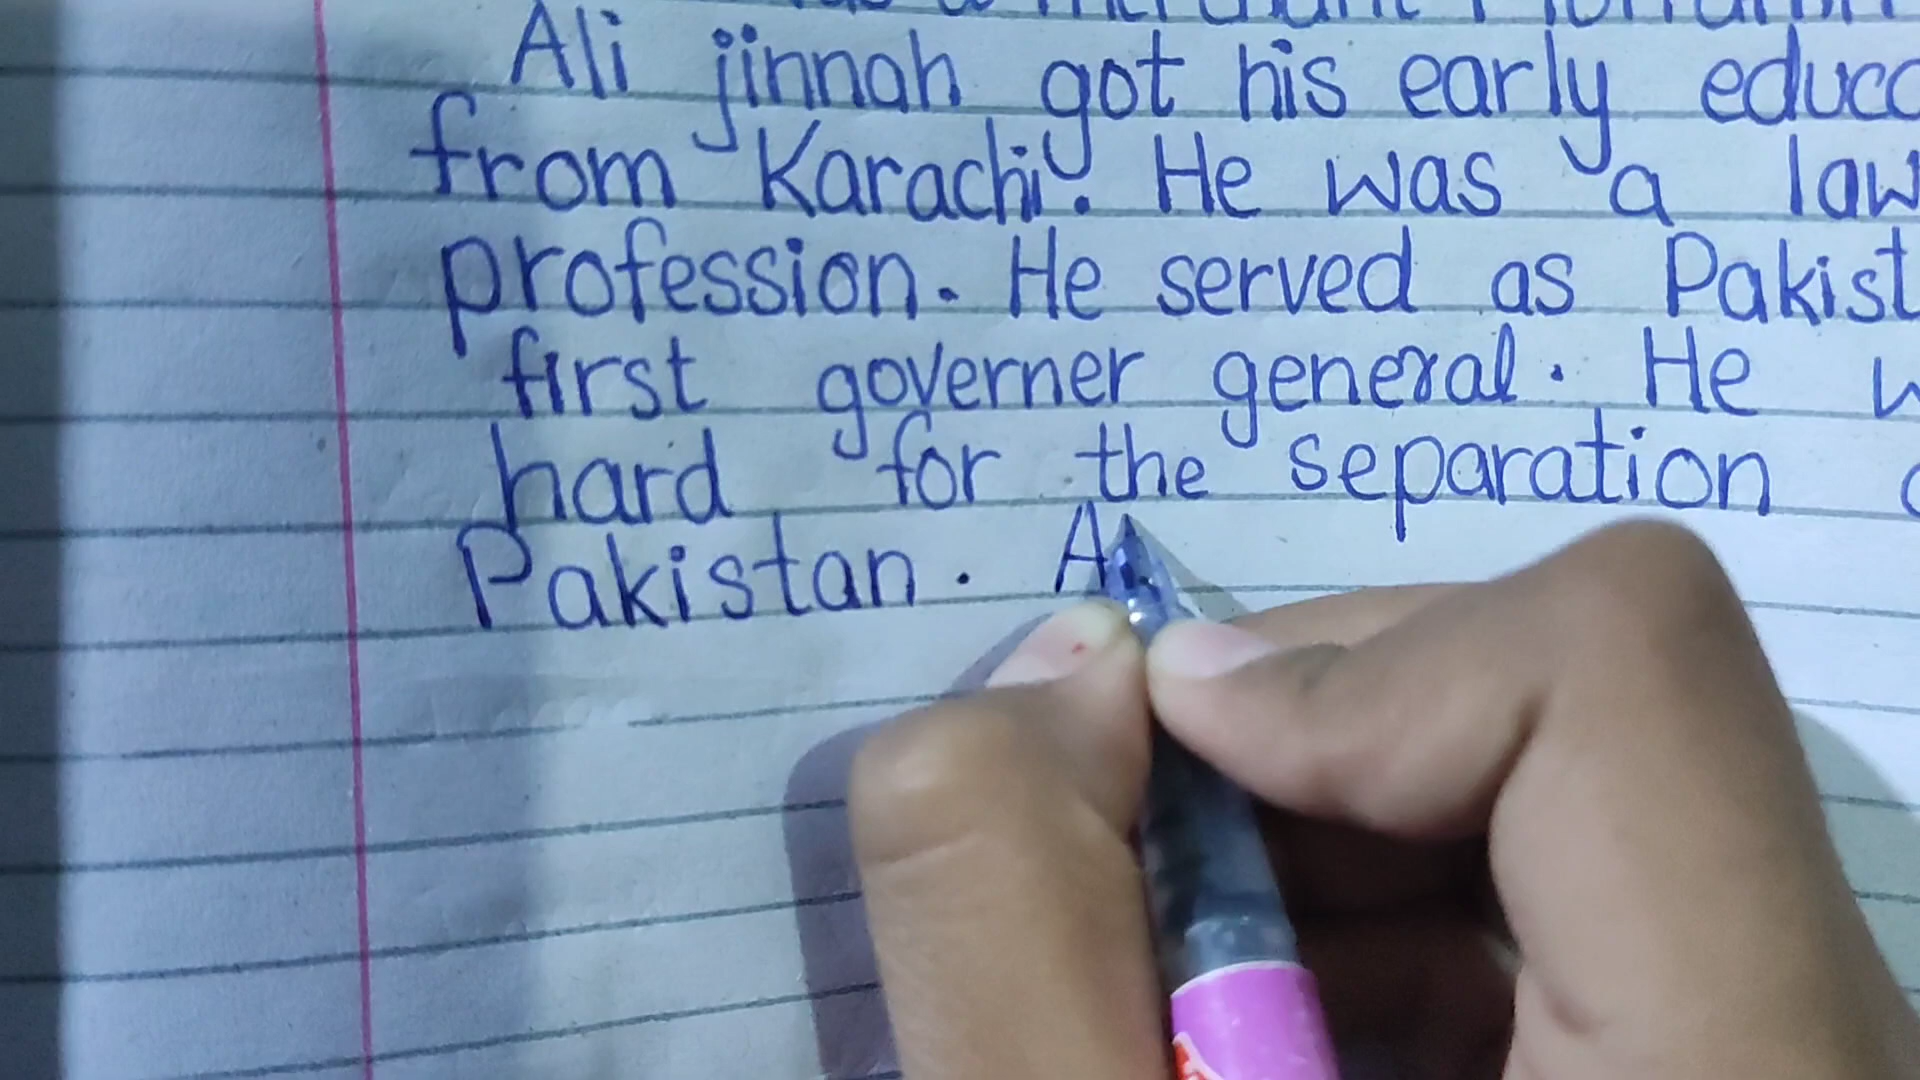 a merchant
Ali jinnah got his early educa
from Karachi. He was a law
profession. He served as Pakist
first governer general. He w
hard for the separation
Pakistan. A